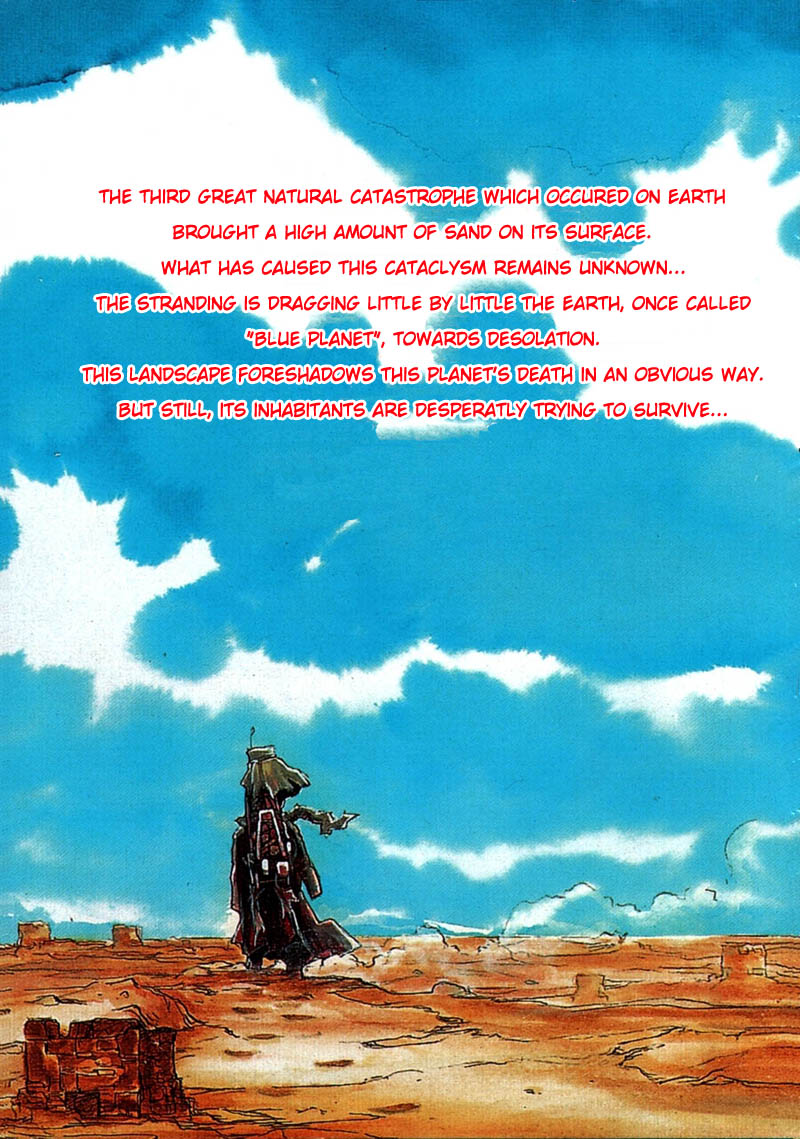 THE THIRD GREAT NATURAL CATASTROPHE WHICH OCCURED ON EARTH
BROUGHT A HIGH AMOUNT OF SAND ON ITS SURFACE.
WHAT HAS CAUSED THIS CATACLYSM REMAINS UNKNOWN...
THE STRANDING IS DRAGGING LITTLE BY LITTLE THE EARTH, ONCE CALLED
"BLUE PLANET", TOWARDS DESOLATION.
THIS LANDSCAPE FORESHADOWS THIS PLANET'S DEATH IN AN OBVIOUS WAY.
BUT STILL, ITS INHABITANTS ARE DESPERATLY TRYING TO SURVIVE...